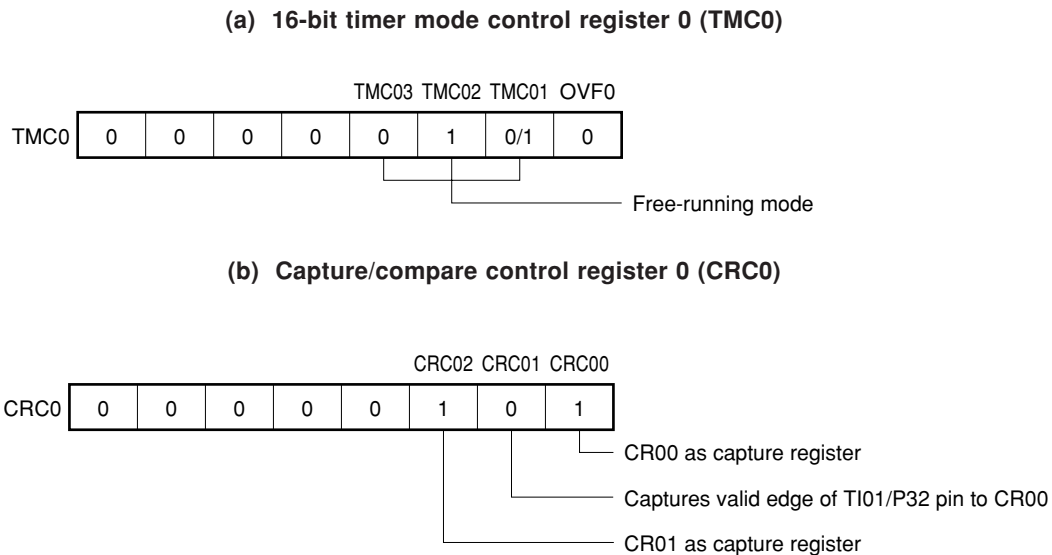 (a) 16-bit timer mode control register 0 (TMC0)
TMC03 TMC02 TMC01 OVF0
TMC0 0 0 0 0 0 1 0/1 0
Free-running mode
(b) Capture/compare control register 0 (CRC0)
CRC02 CRC01 CRC00
CRC0 0 0 0 0 0 1 0 1
CR00 as capture register
Captures valid edge of TI01/P32 pin to CR00
CR01 as capture register